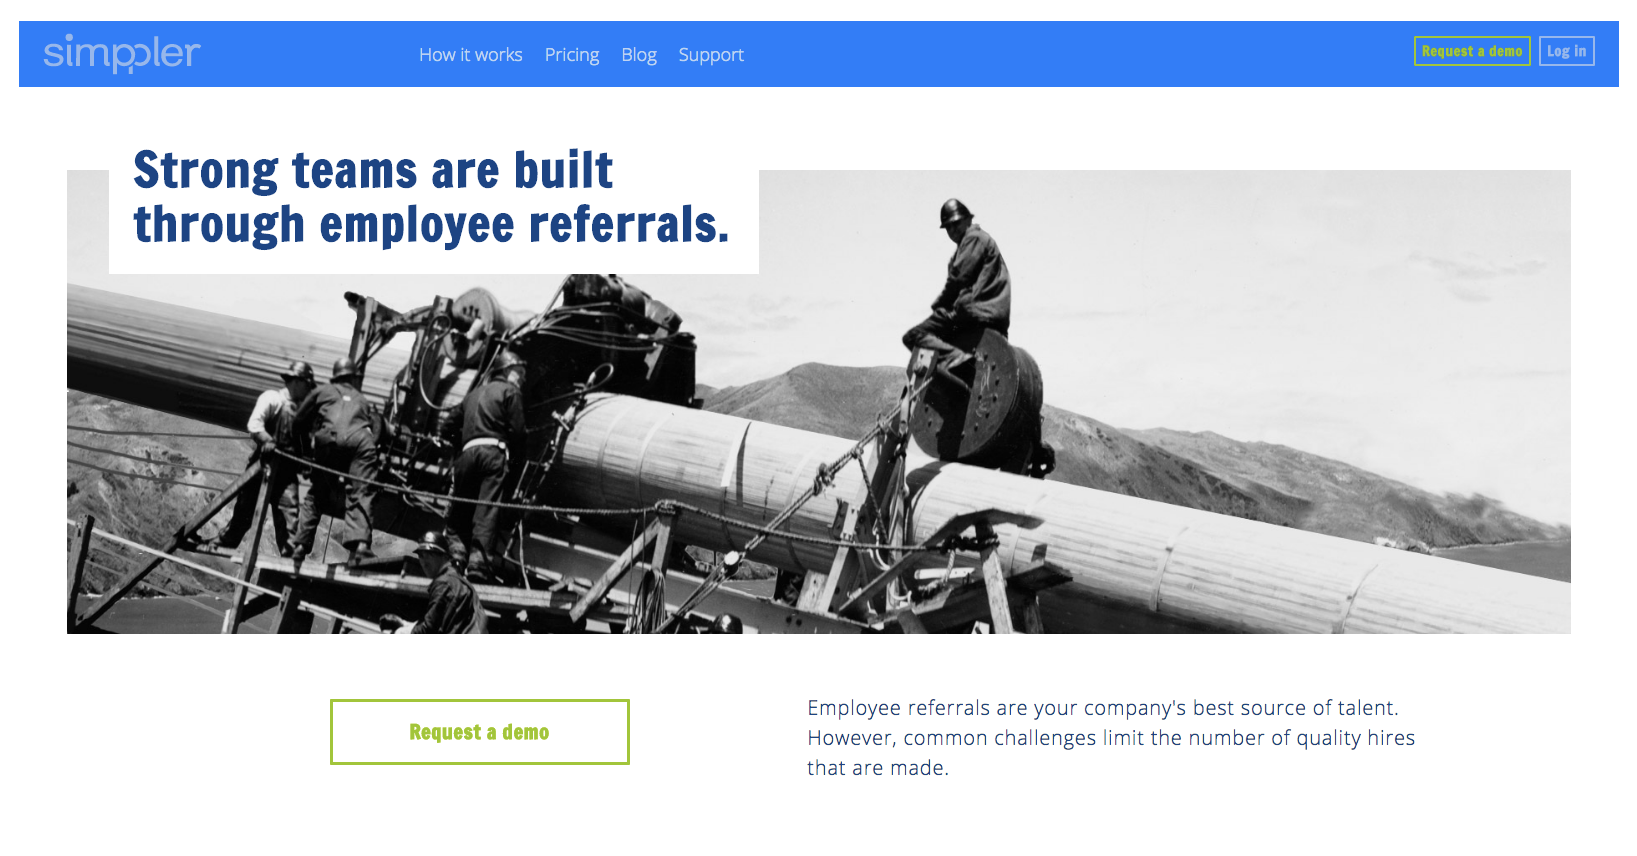 simppler
How it works Pricing Blog Support
Request a demo Log in
Strong teams are built
through employee referrals.
Request a demo
Employee referrals are your company's best source of talent.
However, common challenges limit the number of quality hires
that are made.